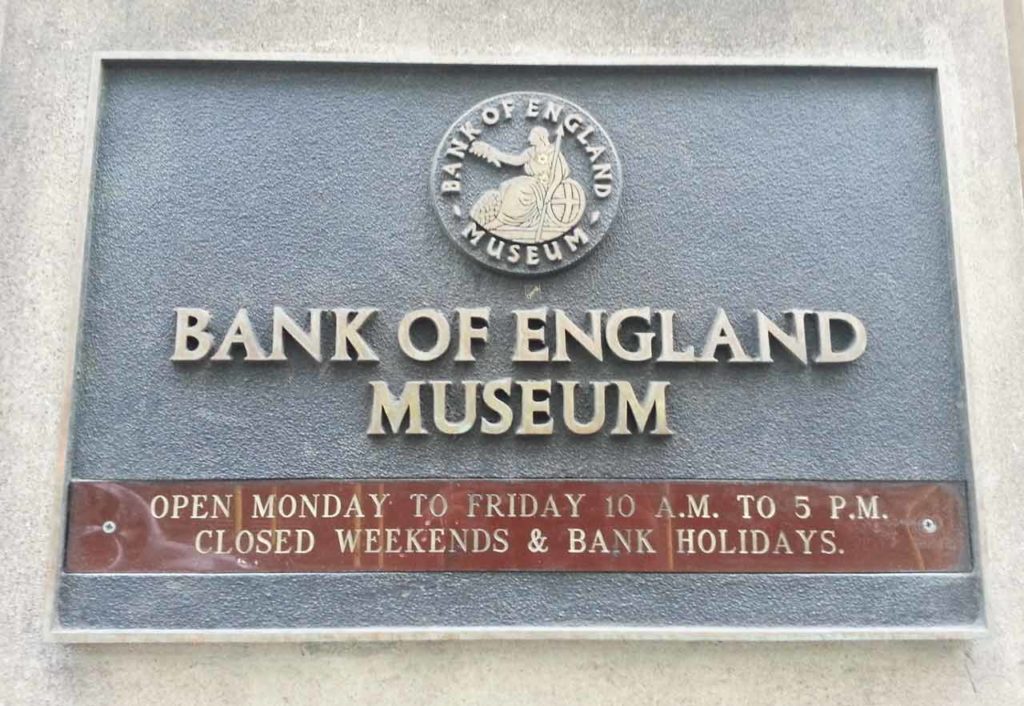 BANK OF ENGLAND
MUSEUM
BANK OF ENGLAND
MUSEUM
OPEN MONDAY TO FRIDAY 10 A.M. TO 5 P.M.
CLOSED WEEKENDS & BANK HOLIDAYS.